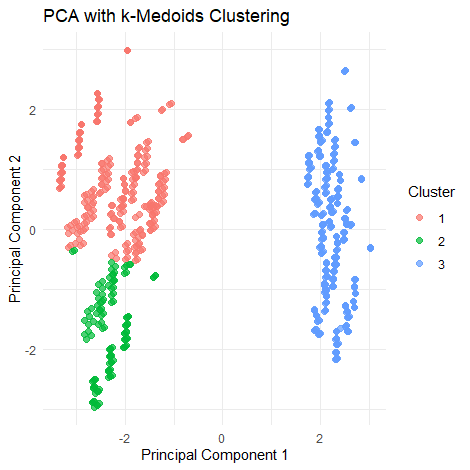 PCA with k-Medoids Clustering
Principal Component 2
2
0
-2
-2
0
2
Principal Component 1
Cluster
1
2
3